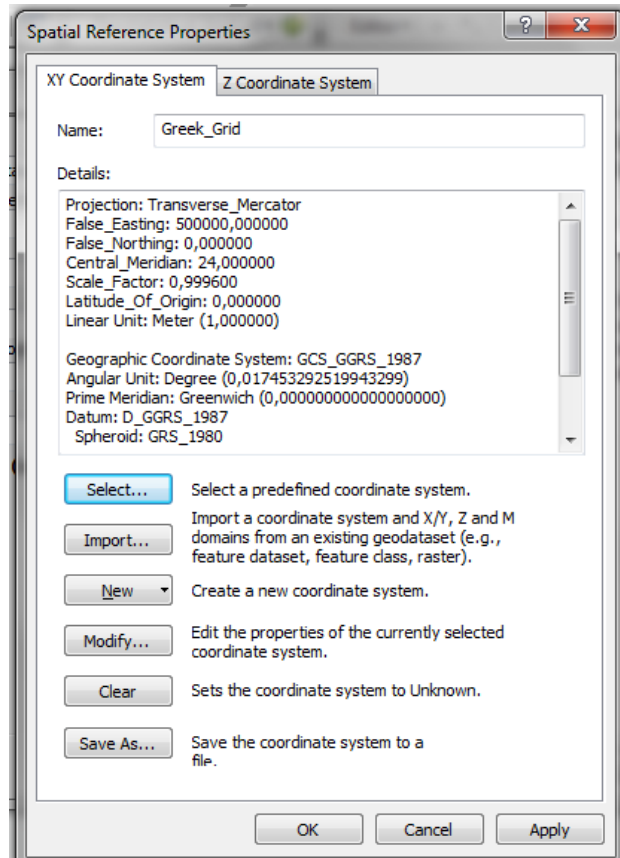 Spatial Reference Properties
XY Coordinate System
Z Coordinate System
Name:
Greek_Grid
Details:
Projection: Transverse_Mercator
False_Easting: 500000,000000
False_Northing: 0,000000
Central_Meridian: 24,000000
Scale_Factor: 0,999600
Latitude_Of_Origin: 0,000000
Linear Unit: Meter (1,000000)
Geographic Coordinate System: GCS_GGRS_1987
Angular Unit: Degree (0,017453292519943299)
Prime Meridian: Greenwich (0,000000000000000000)
Datum: D_GGRS_1987
Spheroid: GRS_1980
Select...
Select a predefined coordinate system.
Import...
Import a coordinate system and X/Y, Z and M
domains from an existing geodataset (e.g.,
feature dataset, feature class, raster).
New
Create a new coordinate system.
Modify...
Edit the properties of the currently selected
coordinate system.
Clear
Sets the coordinate system to Unknown.
Save As...
Save the coordinate system to a
file.
OK
Cancel
Apply